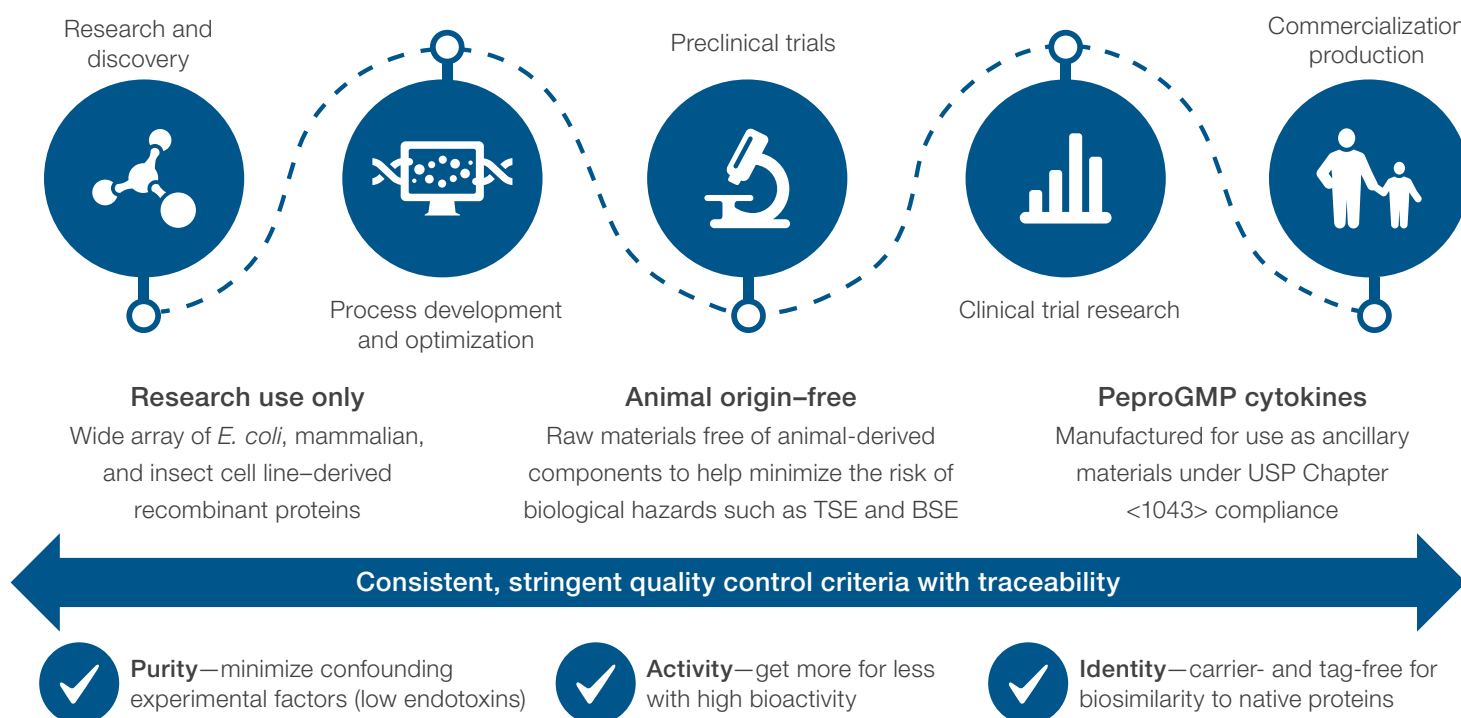 Research and
discovery
Process development
and optimization
Preclinical trials
Clinical trial research
Commercialization
production
Research use only
Wide array of E. coli, mammalian,
and insect cell line–derived
recombinant proteins
Animal origin–free
Raw materials free of animal-derived
components to help minimize the risk of
biological hazards such as TSE and BSE
PeproGMP cytokines
Manufactured for use as ancillary
materials under USP Chapter
<1043> compliance
Consistent, stringent quality control criteria with traceability
Purity—minimize confounding
experimental factors (low endotoxins)
Activity—get more for less
with high bioactivity
Identity—carrier- and tag-free for
biosimilarity to native proteins